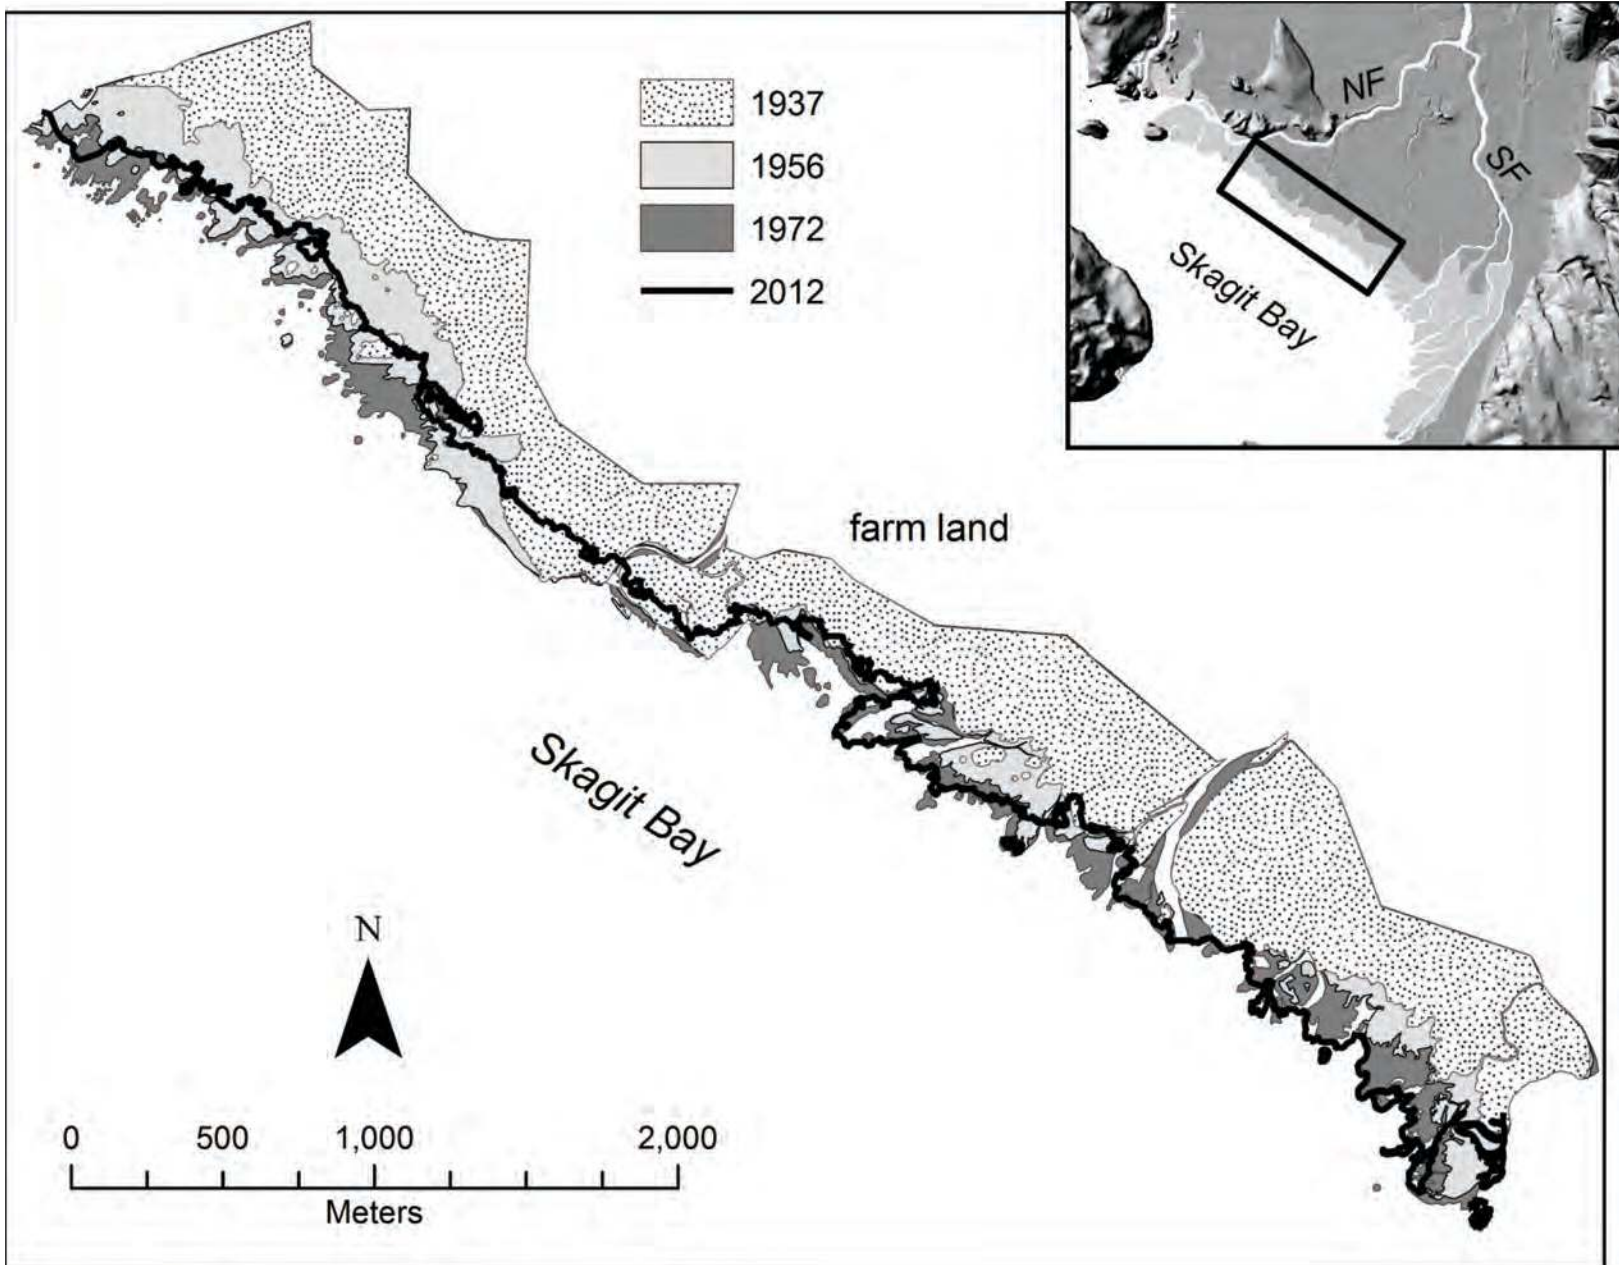 1937
1956
1972
2012
NF
SF
Skagit Bay
farm land
Skagit Bay
N
0 500 1,000 2,000
Meters